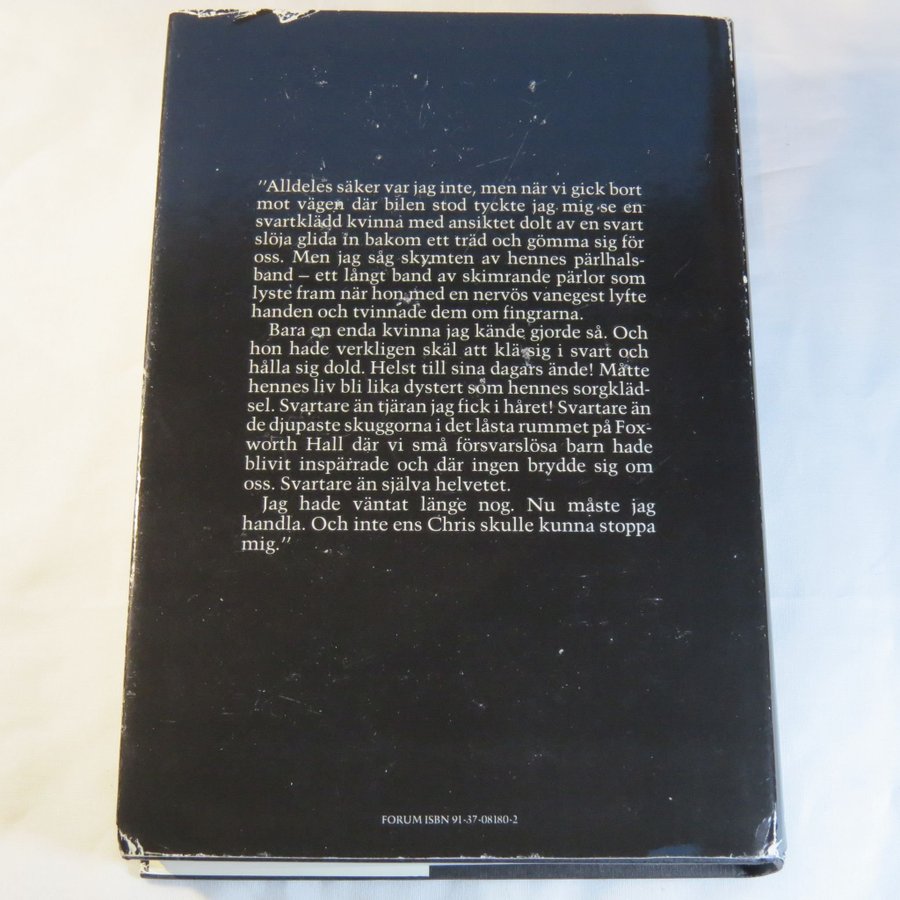 "Alldeles säker var jag inte, men när vi gick bort
mot vägen där bilen stod tyckte jag mig se en
svartklädd kvinna med ansiktet dolt av en svart
slöja glida in bakom ett träd och gömma sig för
oss. Men jag såg skymten av hennes pärlhals-
band – ett långt band av skimrande pärlor som
lyste fram när hon med en nervös vanegest lyfte
handen och tvinnade dem om fingrarna.
Bara en enda kvinna jag kände gjorde så. Och
hon hade verkligen skäl att klä sig i svart och
hålla sig dold. Helst till sina dagars ände! Måtte
hennes liv bli lika dystert som hennes sorgkläd-
sel. Svartare än tjäran jag fick i håret! Svartare än
de djupaste skuggorna i det låsta rummet på Fox-
worth Hall där vi små försvarslösa barn hade
blivit inspärrade och där ingen brydde sig om
oss. Svartare än själva helvetet.
Jag hade väntat länge nog. Nu måste jag
handla. Och inte ens Chris skulle kunna stoppa
mig."
FORUM ISBN 91-37-08180-2